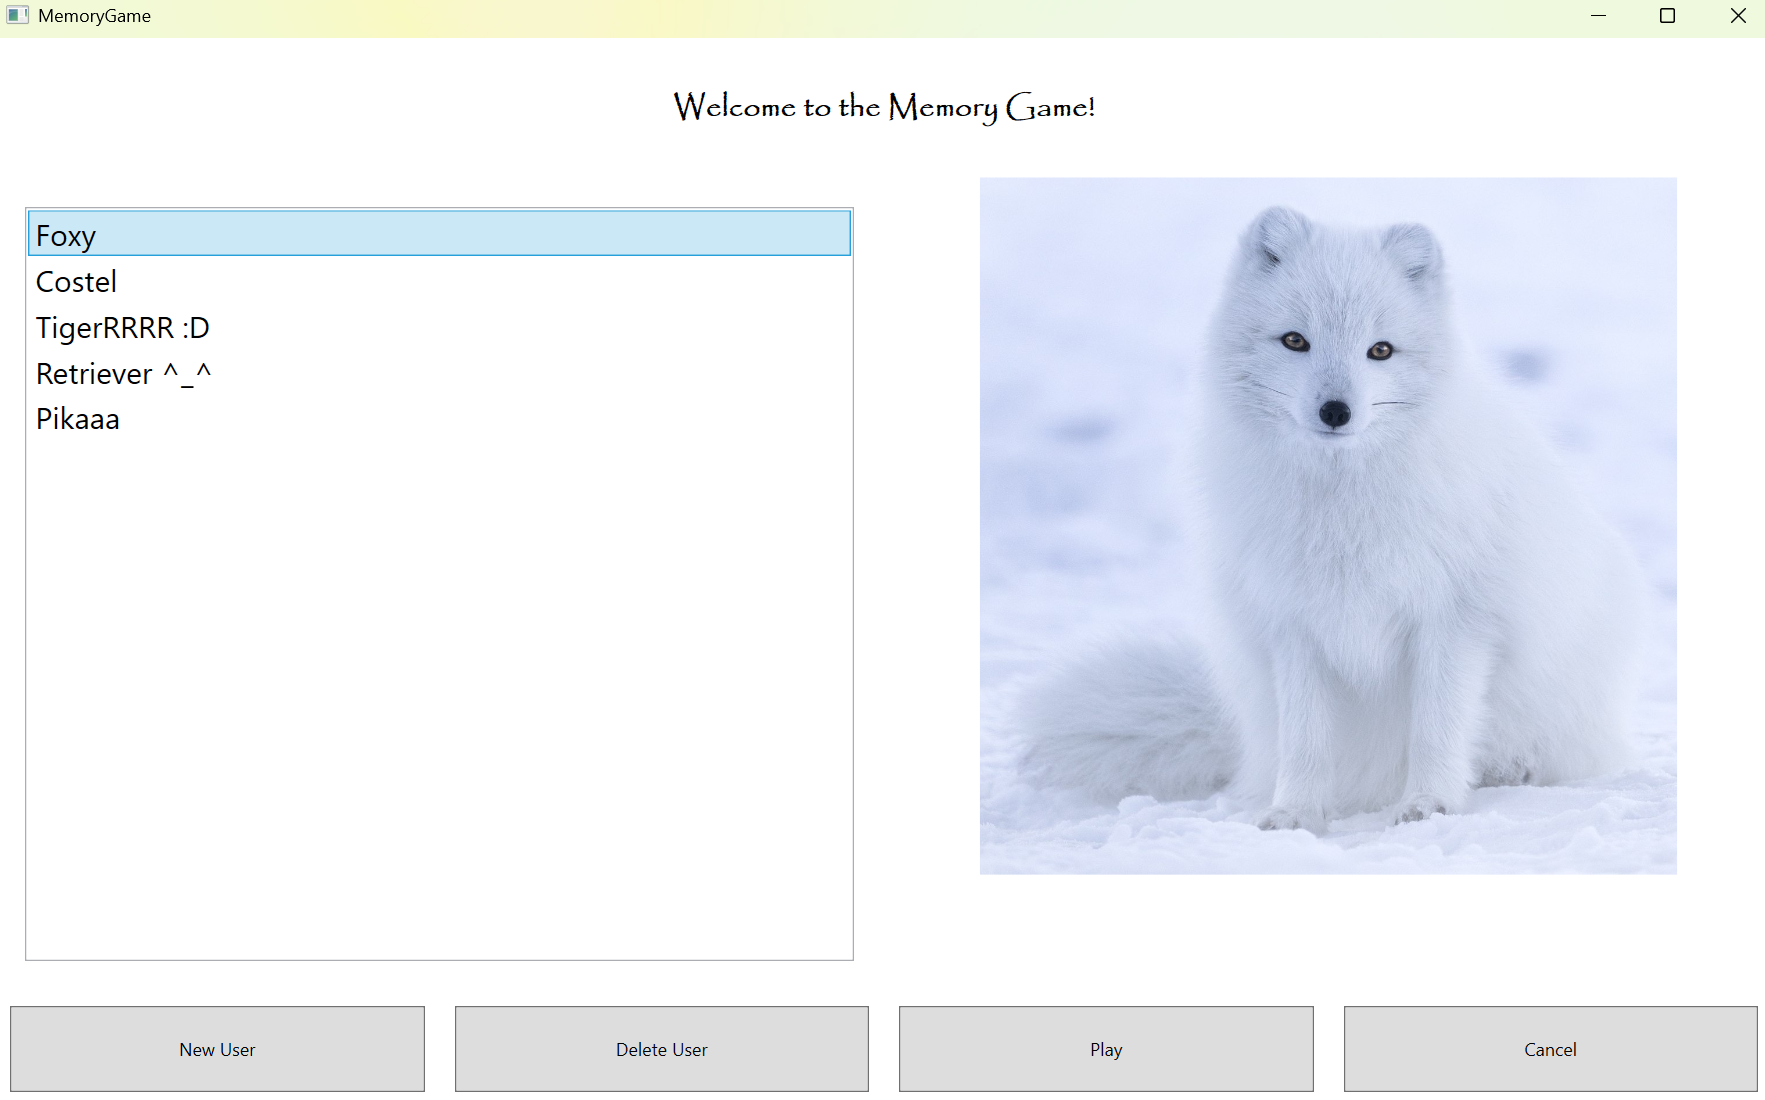 MemoryGame
Welcome to the Memory Game!
Foxy
Costel
TigerRRRR :D
Retriever ^_^
Pikaaa
New User
Delete User
Play
Cancel